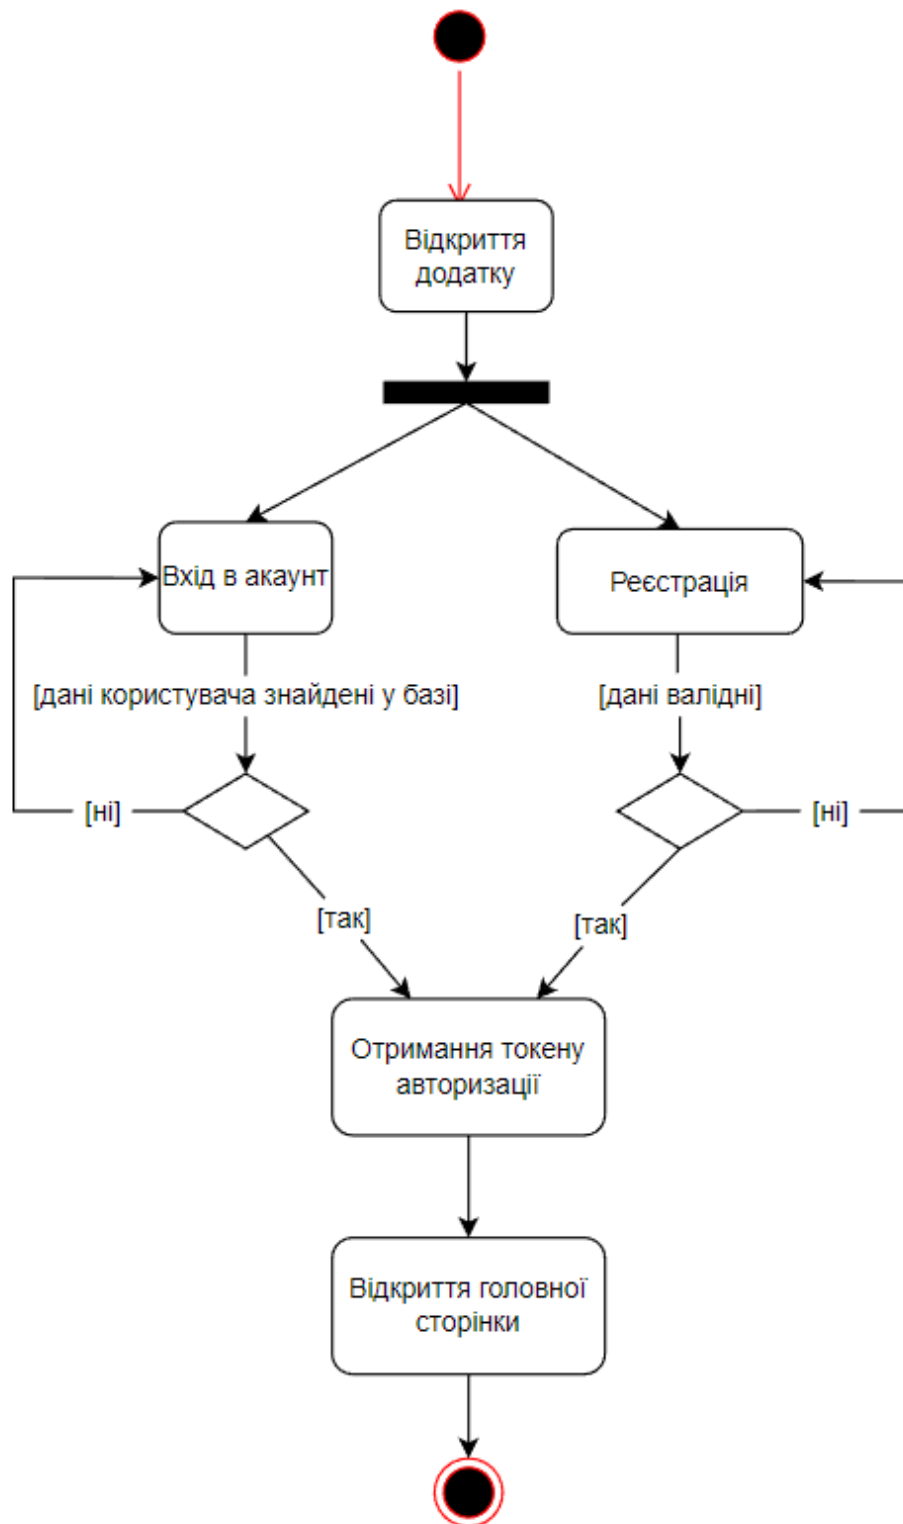 Відкриття
додатку
Вхід в акаунт
Реєстрація
[дані користувача знайдені у базі]
[дані валідні]
[ні]
[ні]
[так]
[так]
Отримання токену
авторизації
Відкриття головної
сторінки